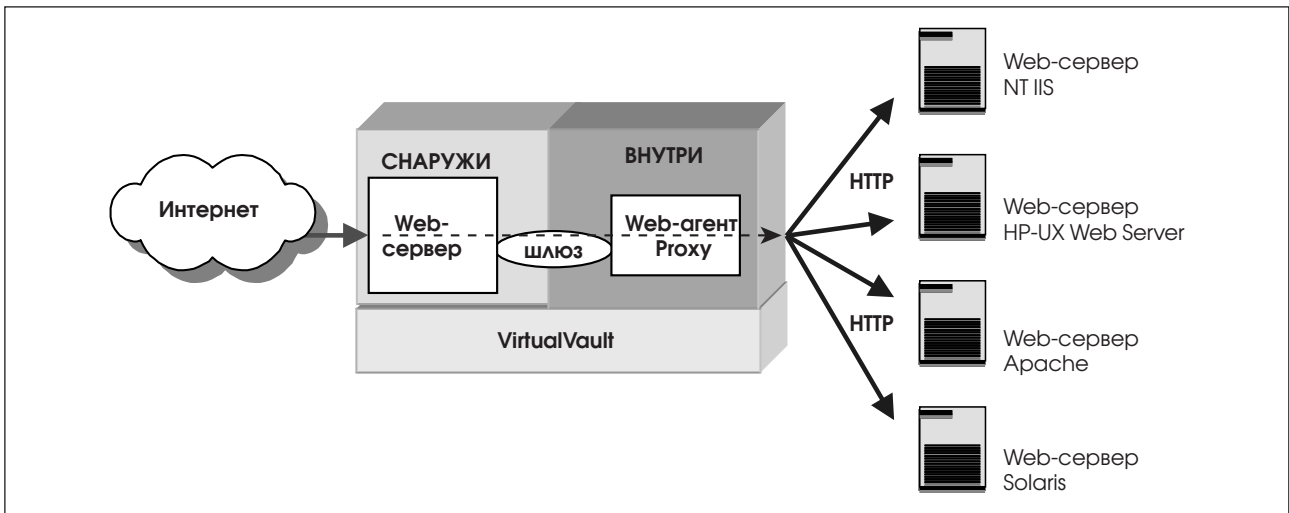 Интернет
СНАРУЖИ
Web-
сервер
шлюз
ВНУТРИ
Web-агент
Proxy
VirtualVault
HTTP
HTTP
Web-сервер
NT IIS
Web-сервер
HP-UX Web Server
Web-сервер
Apache
Web-сервер
Solaris